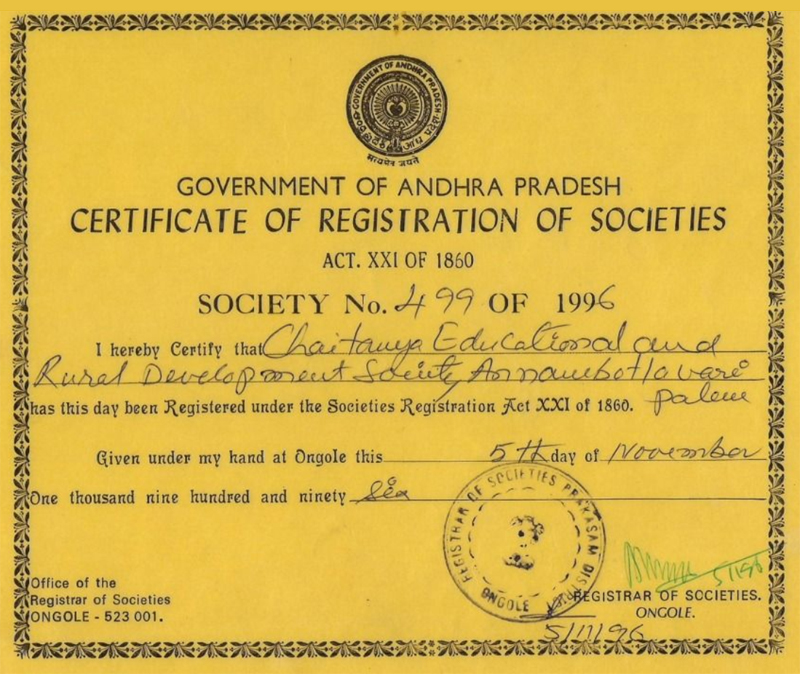 GOVERNMENT OF ANDHRA PRADESH
सत्यमेव जयते
GOVERNMENT OF ANDHRA PRADESH
CERTIFICATE OF REGISTRATION OF SOCIETIES
ACT. XXI OF 1860
SOCIETY No. 499 OF 1996
I hereby Certify that Chaitanya Educational and
Rural Development Society, Annambotlavari
palem
has this day been Registered under the Societies Registration Act XXI of 1860.
Given under my hand at Ongole this 5th day of November
One thousand nine hundred and ninety Six
REGISTRAR OF SOCIETIES PRAKASAM DISTRICT
ONGOLE
Office of the
Registrar of Societies
ONGOLE - 523 001.
REGISTRAR OF SOCIETIES.
ONGOLE.
5/11/96